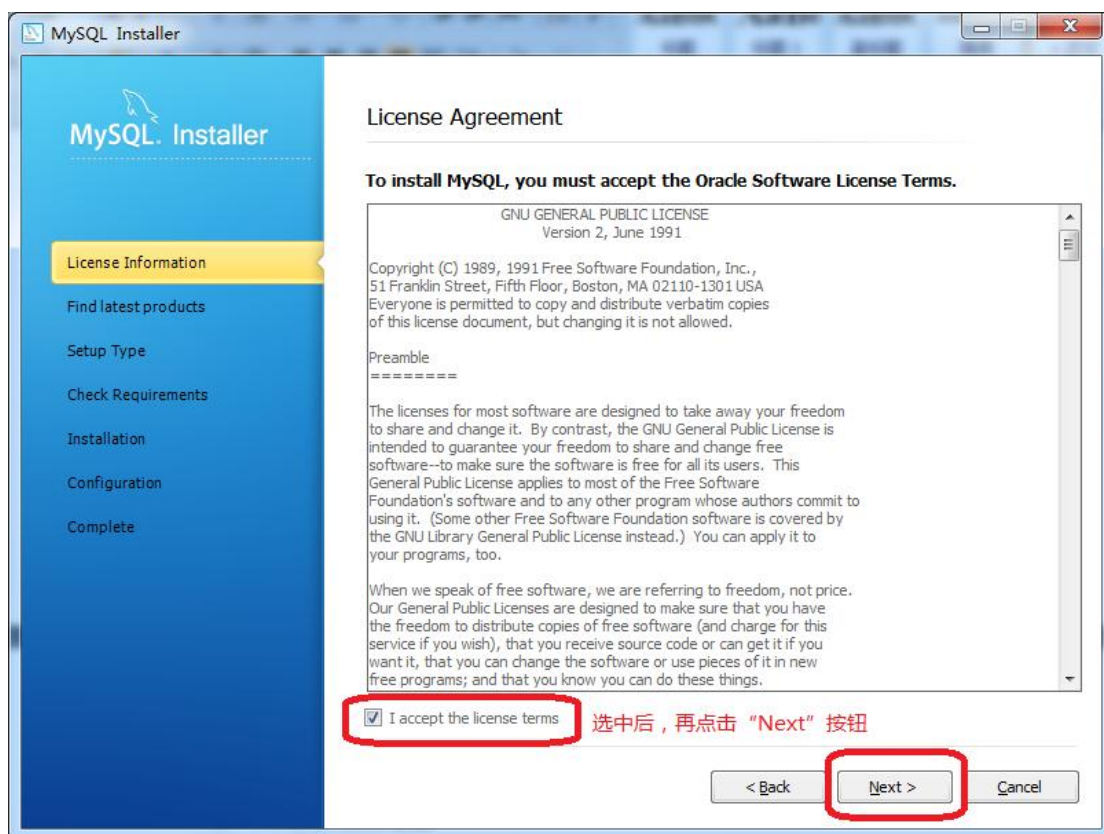 MySQL Installer
MySQL. Installer
License Information
Find latest products
Setup Type
Check Requirements
Installation
Configuration
Complete
License Agreement
To install MySQL, you must accept the Oracle Software License Terms.
GNU GENERAL PUBLIC LICENSE
Version 2, June 1991
Copyright (C) 1989, 1991 Free Software Foundation, Inc.,
51 Franklin Street, Fifth Floor, Boston, MA 02110-1301 USA
Everyone is permitted to copy and distribute verbatim copies
of this license document, but changing it is not allowed.
Preamble
========
The licenses for most software are designed to take away your freedom
to share and change it.  By contrast, the GNU General Public License is
intended to guarantee your freedom to share and change free
software--to make sure the software is free for all its users.  This
General Public License applies to most of the Free Software
Foundation's software and to any other program whose authors commit to
using it.  (Some other Free Software Foundation software is covered by
the GNU Library General Public License instead.)  You can apply it to
your programs, too.
When we speak of free software, we are referring to freedom, not price.
Our General Public Licenses are designed to make sure that you have
the freedom to distribute copies of free software (and charge for this
service if you wish), that you receive source code or can get it if you
want it, that you can change the software or use pieces of it in new
free programs; and that you know you can do these things.
I accept the license terms
选中后，再点击“Next”按钮
< Back
Next >
Cancel